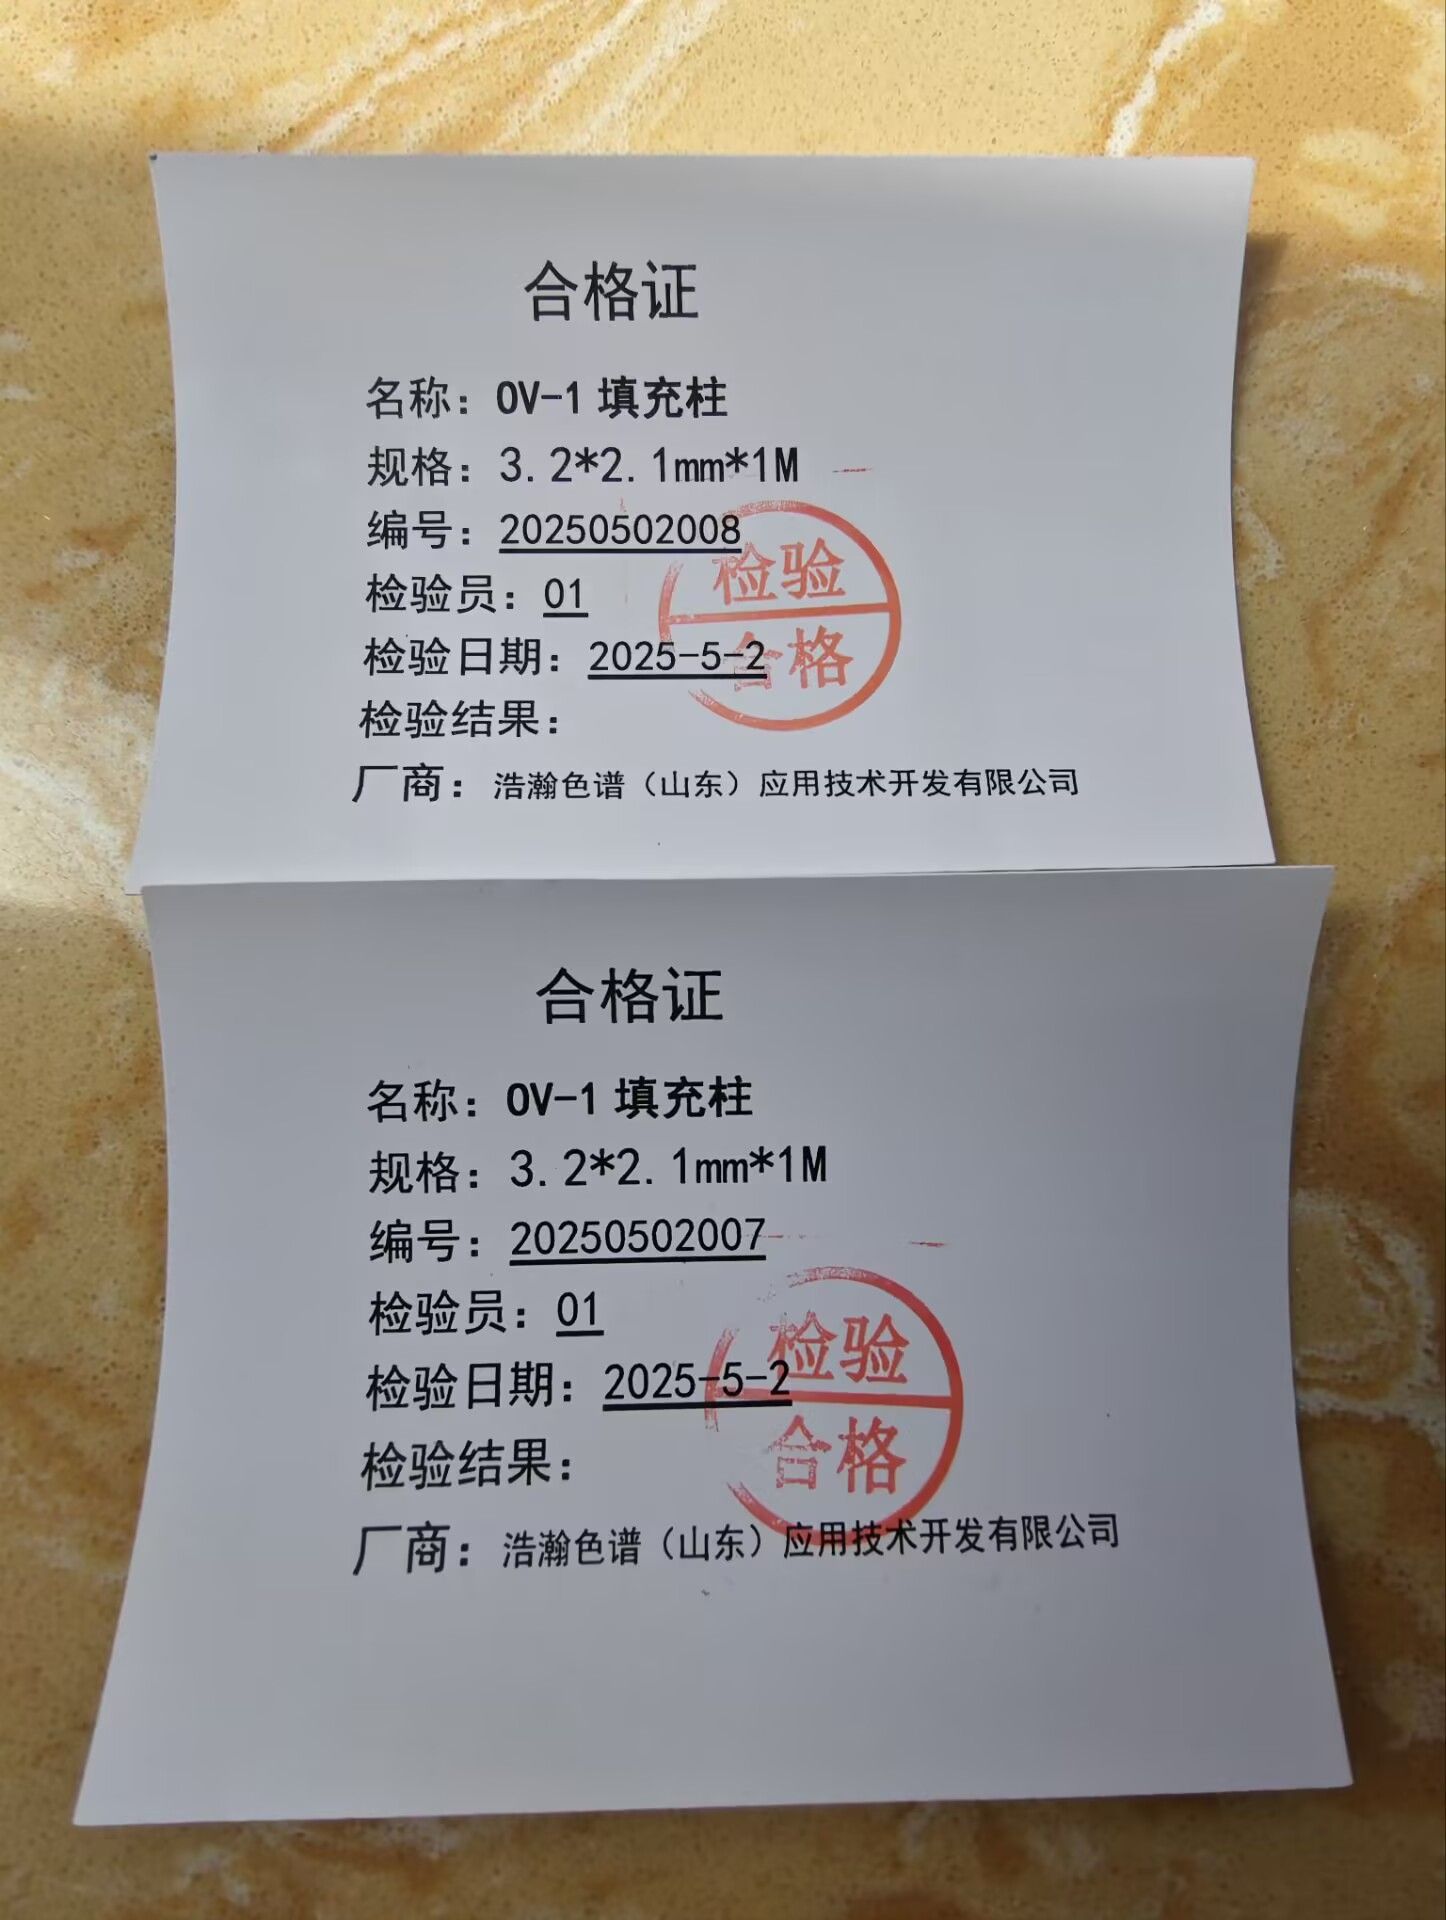 合格证
名称：OV-1 填充柱
规格：3.2*2.1mm*1M
编号：20250502008
检验员：01
检验日期：2025-5-2
检验结果：
检验
合格
厂商：浩瀚色谱（山东）应用技术开发有限公司
合格证
名称：OV-1 填充柱
规格：3.2*2.1mm*1M
编号：20250502007
检验员：01
检验日期：2025-5-2
检验结果：
检验
合格
厂商：浩瀚色谱（山东）应用技术开发有限公司